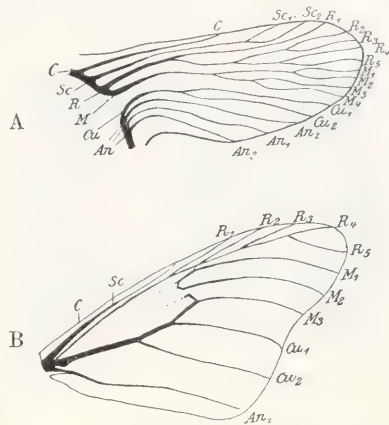 C
Sc₁
Sc₂
R₁
R₂
R₃
R₄
R₅
M₁
M₂
M₃
M₄
Cu₁
Cu₂
An₂
An₁
An₃
C
Sc
R
M
Cu
An
A
R₁
R₂
R₃
R₄
R₅
M₁
M₂
M₃
Cu₁
Cu₂
An₁
Sc
C
B